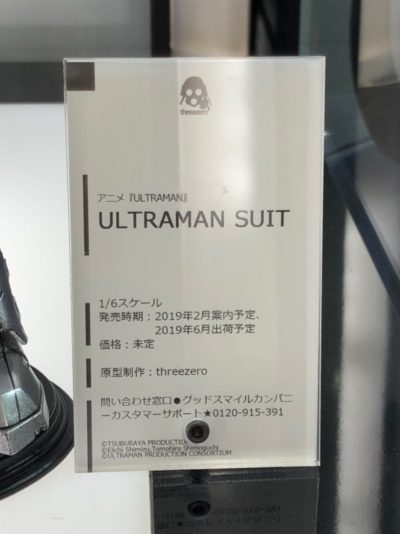 threezero
アニメ『ULTRAMAN』
ULTRAMAN SUIT
1/6スケール
発売時期：2019年2月案内予定、
2019年6月出荷予定
価格：未定
原型制作：threezero
問い合わせ窓口●グッドスマイルカンパニ
ーカスタマーサポート★0120-915-391
©TSUBURAYA PRODUCTION
©Eiichi Shimizu,Tomohiro Shimoguchi
©ULTRAMAN PRODUCTION CONSORTIUM